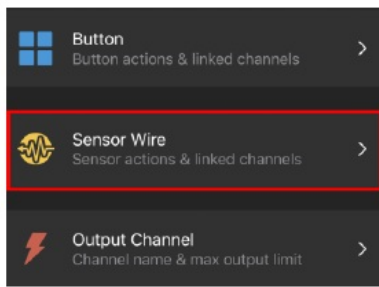 Button
Button actions & linked channels
Sensor Wire
Sensor actions & linked channels
Output Channel
Channel name & max output limit